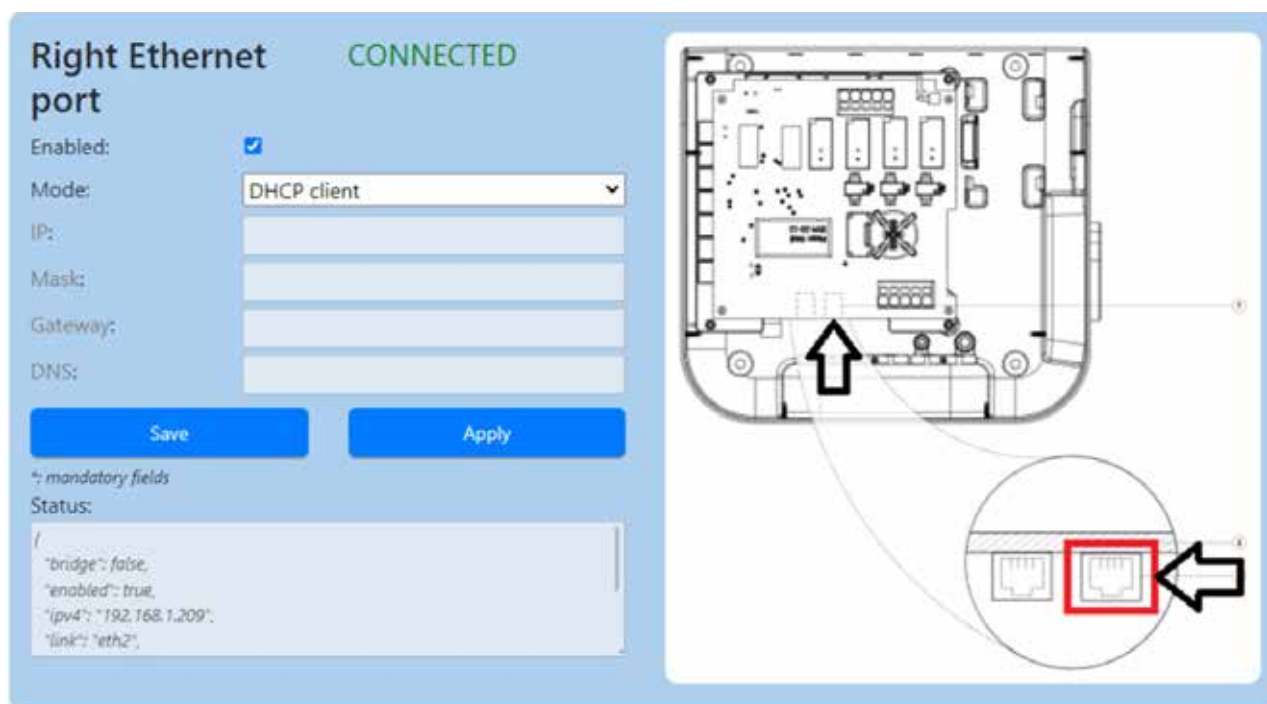 Right Ethernet port
CONNECTED
Enabled:
Mode:
DHCP client
IP:
Mask:
Gateway:
DNS:
Save
Apply
*: mandatory fields
Status:
{
"bridge": false,
"enabled": true,
"ipv4": "192.168.1.209",
"link": "eth2",